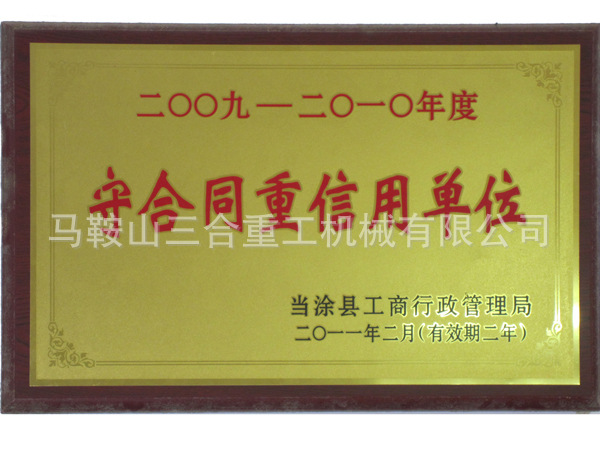 二〇〇九—二〇一〇年度
守合同重信用单位
马鞍山三合重工机械有限公司
当涂县工商行政管理局
二〇一一年二月(有效期二年)